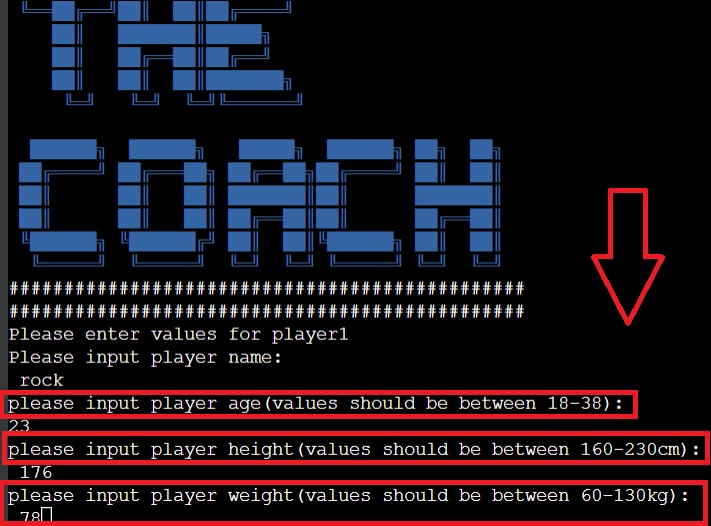 THE
COACH
###############################################
###############################################
Please enter values for player1
Please input player name:
rock
please input player age(values should be between 18-38):
23
please input player height(values should be between 160-230cm):
176
please input player weight(values should be between 60-130kg):
78